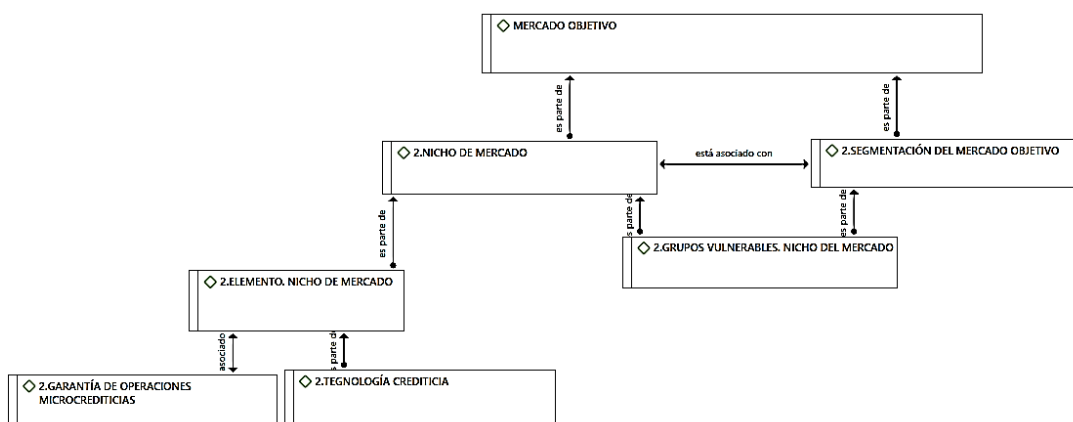 MERCADO OBJETIVO
es parte de
es parte de
2.NICHO DE MERCADO
está asociado con
2.SEGMENTACIÓN DEL MERCADO OBJETIVO
es parte de
es parte de
es parte de
2.GRUPOS VULNERABLES. NICHO DEL MERCADO
2.ELEMENTO. NICHO DE MERCADO
asociado
es parte de
2.GARANTÍA DE OPERACIONES
MICROCREDITICIAS
2.TEGNOLOGÍA CREDITICIA